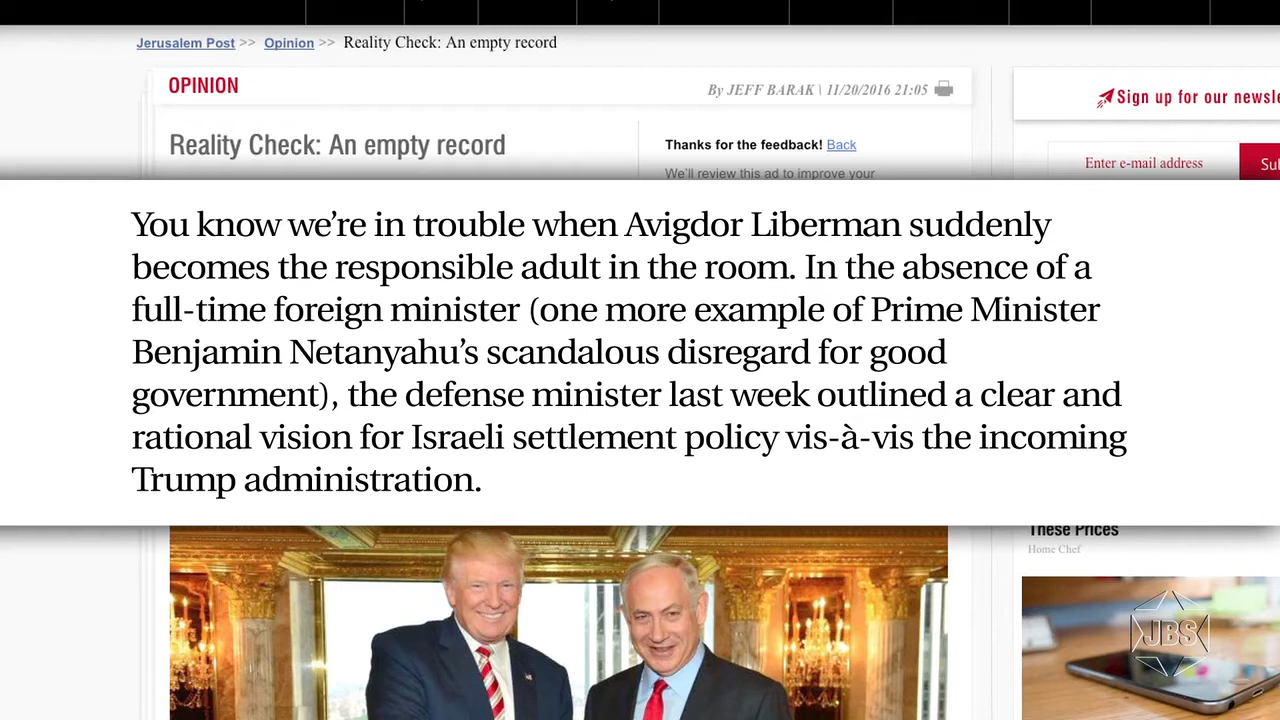 Jerusalem Post >> Opinion >> Reality Check: An empty record
OPINION
By JEFF BARAK \ 11/20/2016 21:05
Reality Check: An empty record
Thanks for the feedback! Back
We'll review this ad to improve your
Sign up for our newsle
Enter e-mail address
Su
You know we’re in trouble when Avigdor Liberman suddenly
becomes the responsible adult in the room. In the absence of a
full-time foreign minister (one more example of Prime Minister
Benjamin Netanyahu’s scandalous disregard for good
government), the defense minister last week outlined a clear and
rational vision for Israeli settlement policy vis-à-vis the incoming
Trump administration.
These Prices
Home Chef
JBS